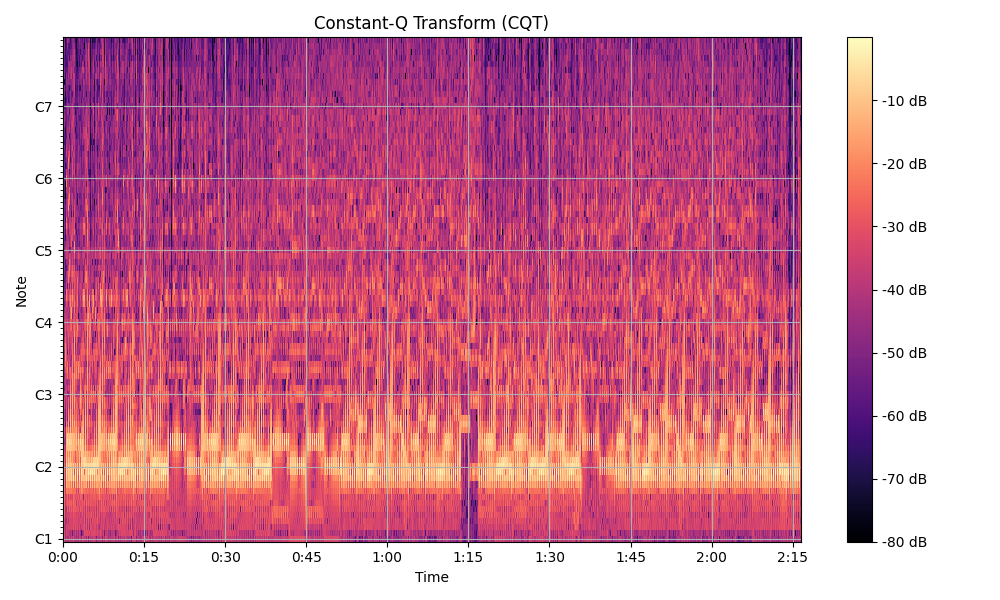 Constant-Q Transform (CQT)
C7
C6
C5
C4
C3
C2
C1
Note
0:00 0:15 0:30 0:45 1:00 1:15 1:30 1:45 2:00 2:15
Time
-10 dB
-20 dB
-30 dB
-40 dB
-50 dB
-60 dB
-70 dB
-80 dB